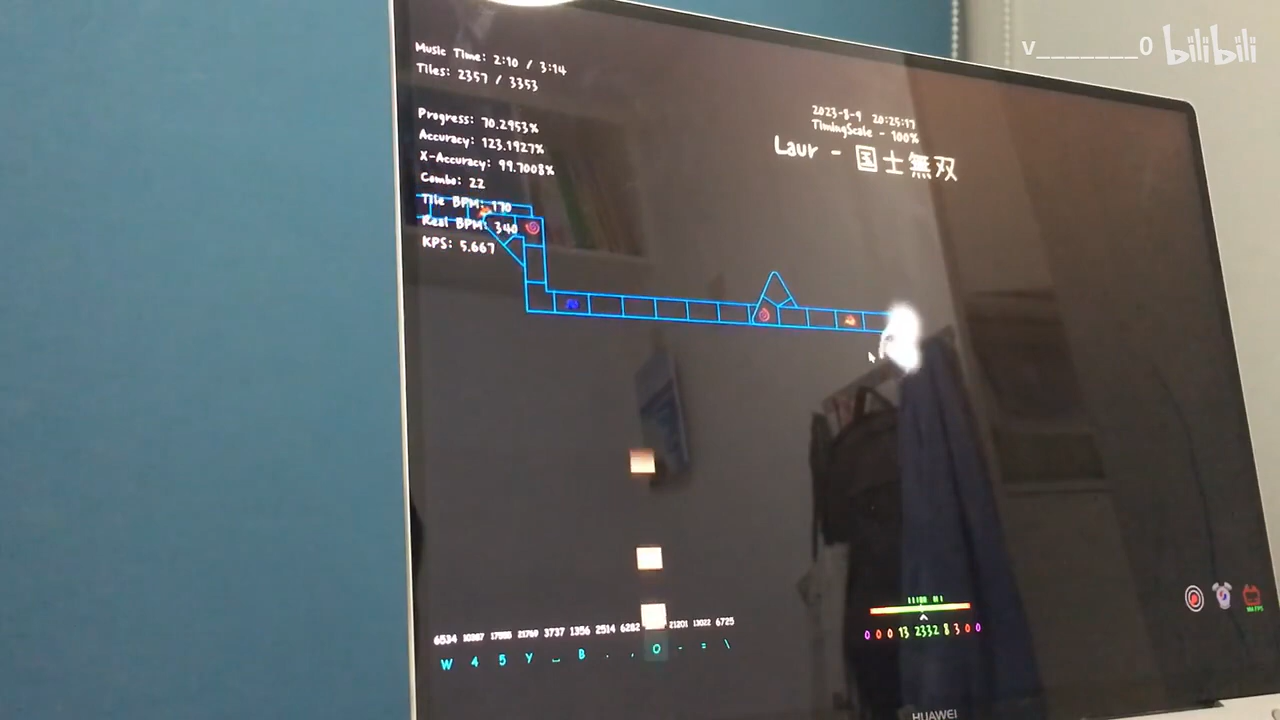 v_______0 bilibili
Music Time: 2:10 / 3:14
Tiles: 2357 / 3353
Progress: 70.2953%
Accuracy: 123.1927%
X-Accuracy: 99.7008%
Combo: 22
Tile BPM: 170
Real BPM: 340
KPS: 5.667
2023-8-9 20:25:17
TimingScale - 100%
Laur - 国士無双
6534 10987 3737 1356 2514 6282 21201 13022 6725
W 4 5 Y _ B . , O - = \
0 0 0 13 2332 8 3 0 0
HUAWEI